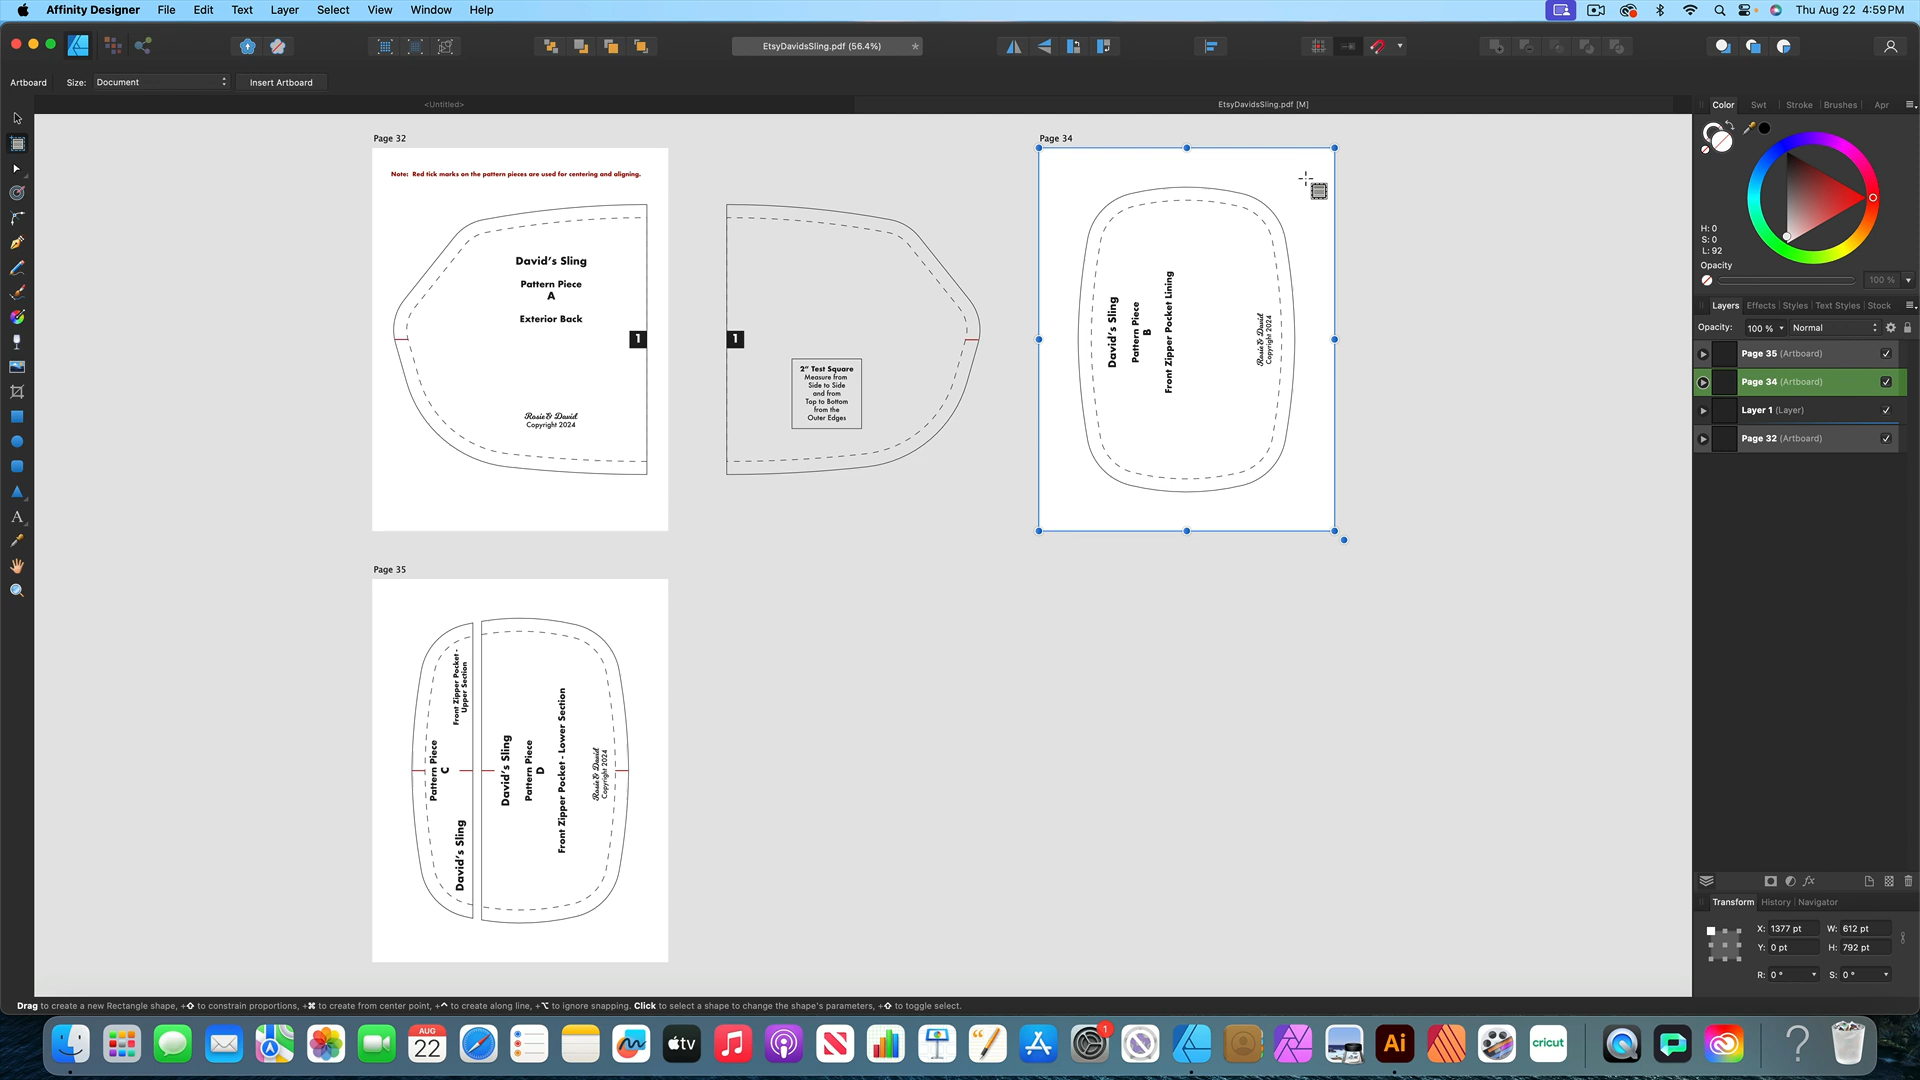 Affinity Designer File Edit Text Layer Select View Window Help Thu Aug 22 4:59PM
EtsyDavidsSling.pdf (56.4%) *
Artboard Size: Document Insert Artboard
<Untitled> EtsyDavidsSling.pdf [M]
Page 32
Note: Red tick marks on the pattern pieces are used for centering and aligning.
David's Sling
Pattern Piece
A
Exterior Back
1
Rosie & David
Copyright 2024
1
2" Test Square
Measure from
Side to Side
and from
Top to Bottom
from the
Outer Edges
Page 34
David's Sling
Pattern Piece
B
Front Zipper Pocket Lining
Rosie & David
Copyright 2024
Page 35
Front Zipper Pocket -
Upper Section
Pattern Piece
C
David's Sling
David's Sling
Pattern Piece
D
Front Zipper Pocket - Lower Section
Rosie & David
Copyright 2024
Color Swt Stroke Brushes Apr
H: 0
S: 0
L: 92
Opacity
100 %
Layers Effects Styles Text Styles Stock
Opacity: 100 % Normal
Page 35 (Artboard)
Page 34 (Artboard)
Layer 1 (Layer)
Page 32 (Artboard)
Transform History Navigator
X: 1377 pt W: 612 pt
Y: 0 pt H: 792 pt
R: 0 ° S: 0 °
Drag to create a new Rectangle shape, +⇧ to constrain proportions, +⌘ to create from center point, +^ to create along line, +⌥ to ignore snapping. Click to select a shape to change the shape's parameters, +⇧ to toggle select.
AUG
22
tv
1
Ai
cricut